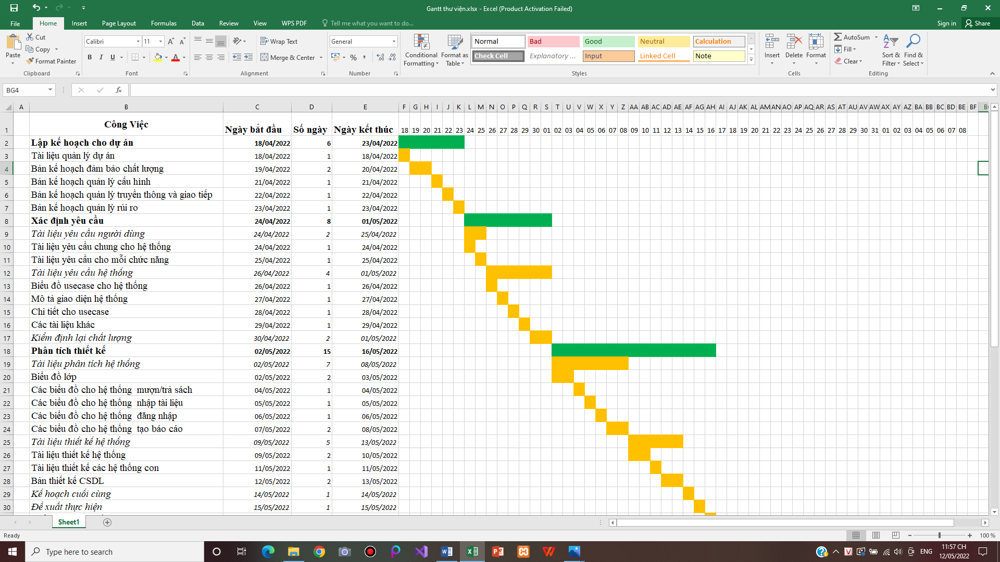 Gantt thư viện.xlsx - Excel (Product Activation Failed)
File Home Insert Page Layout Formulas Data Review View WPS PDF Tell me what you want to do... Sign in Share
Cut
Copy
Format Painter
Paste
Clipboard
Calibri 11
B I U
Font
Wrap Text
Merge & Center
Alignment
General
%
Number
Conditional Formatting
Format as Table
Normal Bad Good Neutral Calculation
Check Cell Explanatory ... Input Linked Cell Note
Styles
Insert Delete Format
Cells
AutoSum
Fill
Clear
Sort & Filter
Find & Select
Editing
BG4 fx
A B C D E F G H I J K L M N O P Q R S T U V W X Y Z AA AB AC AD AE AF AG AH AI AJ AK AL AM AN AO AP AQ AR AS AT AU AV AW AX AY AZ BA BB BC BD BE BF
1 Công Việc Ngày bắt đầu Số ngày Ngày kết thúc 18 19 20 21 22 23 24 25 26 27 28 29 30 01 02 03 04 05 06 07 08 09 10 11 12 13 14 15 16 17 18 19 20 21 22 23 24 25 26 27 28 29 30 31 01 02 03 04 05 06 07 08
2 Lập kế hoạch cho dự án 18/04/2022 6 23/04/2022
3 Tài liệu quản lý dự án 18/04/2022 1 18/04/2022
4 Bản kế hoạch đảm bảo chất lượng 19/04/2022 2 20/04/2022
5 Bản kế hoạch quản lý cấu hình 21/04/2022 1 21/04/2022
6 Bản kế hoạch quản lý truyền thông và giao tiếp 22/04/2022 1 22/04/2022
7 Bản kế hoạch quản lý rủi ro 23/04/2022 1 23/04/2022
8 Xác định yêu cầu 24/04/2022 8 01/05/2022
9 Tài liệu yêu cầu người dùng 24/04/2022 2 25/04/2022
10 Tài liệu yêu cầu chung cho hệ thống 24/04/2022 1 24/04/2022
11 Tài liệu yêu cầu cho mỗi chức năng 25/04/2022 1 25/04/2022
12 Tài liệu yêu cầu hệ thống 26/04/2022 4 01/05/2022
13 Biểu đồ usecase cho hệ thống 26/04/2022 1 26/04/2022
14 Mô tả giao diện hệ thống 27/04/2022 1 27/04/2022
15 Chi tiết cho usecase 28/04/2022 1 28/04/2022
16 Các tài liệu khác 29/04/2022 1 29/04/2022
17 Kiểm định lại chất lượng 30/04/2022 2 01/05/2022
18 Phân tích thiết kế 02/05/2022 15 16/05/2022
19 Tài liệu phân tích hệ thống 02/05/2022 7 08/05/2022
20 Biểu đồ lớp 02/05/2022 2 03/05/2022
21 Các biểu đồ cho hệ thống mượn/trả sách 04/05/2022 1 04/05/2022
22 Các biểu đồ cho hệ thống nhập tài liệu 05/05/2022 1 05/05/2022
23 Các biểu đồ cho hệ thống đăng nhập 06/05/2022 1 06/05/2022
24 Các biểu đồ cho hệ thống tạo báo cáo 07/05/2022 2 08/05/2022
25 Tài liệu thiết kế hệ thống 09/05/2022 5 13/05/2022
26 Tài liệu thiết kế hệ thống 09/05/2022 2 10/05/2022
27 Tài liệu thiết kế các hệ thống con 11/05/2022 1 11/05/2022
28 Bản thiết kế CSDL 12/05/2022 2 13/05/2022
29 Kế hoạch cuối cùng 14/05/2022 1 14/05/2022
30 Đề xuất thực hiện 15/05/2022 1 15/05/2022
Sheet1
Ready 100 %
Type here to search
ENG
11:57 CH
12/05/2022